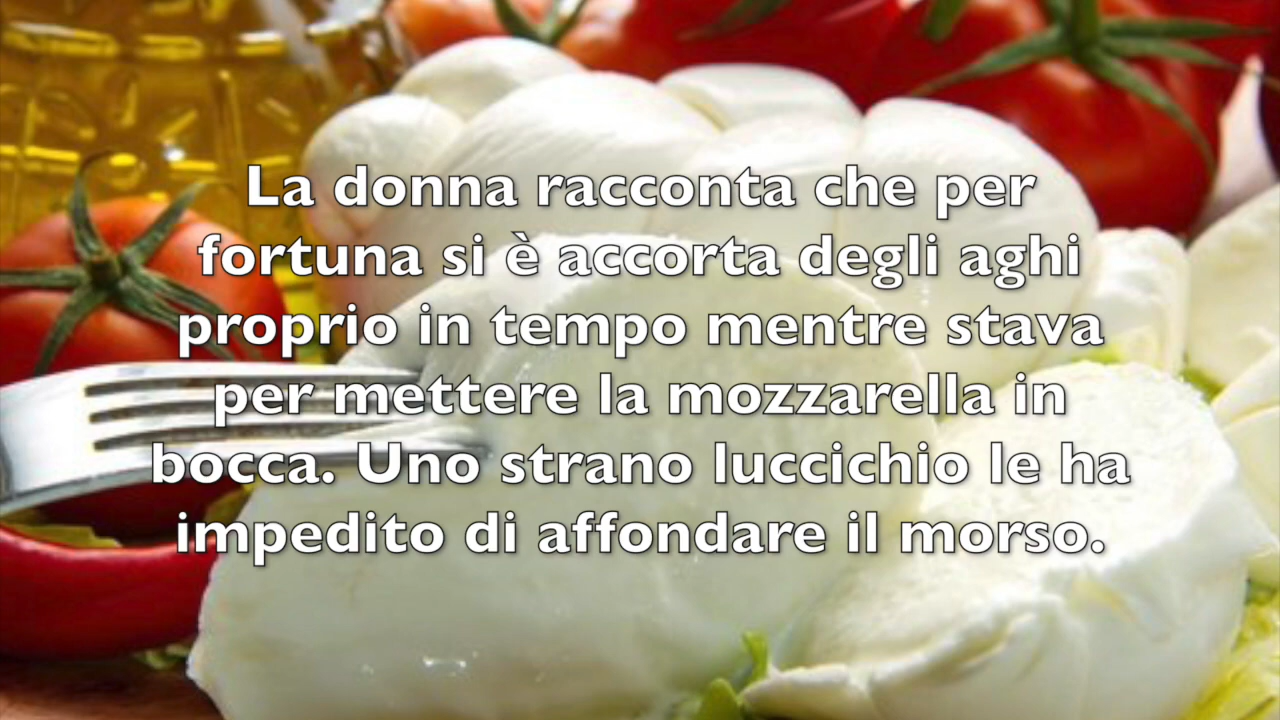 La donna racconta che per
fortuna si è accorta degli aghi
proprio in tempo mentre stava
per mettere la mozzarella in
bocca. Uno strano luccichio le ha
impedito di affondare il morso.